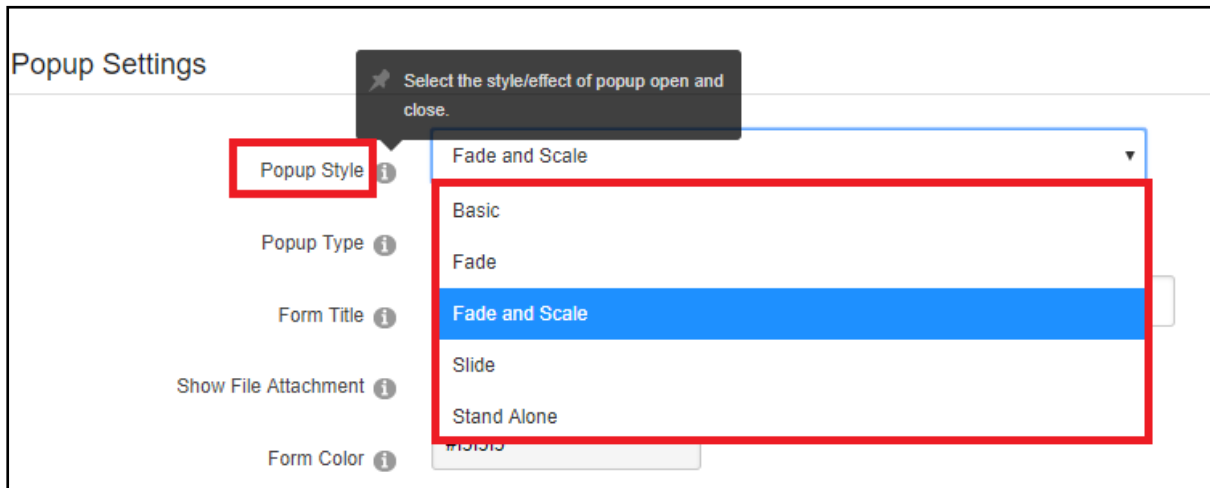 Popup Settings
Select the style/effect of popup open and
close.
Popup Style
Fade and Scale
Basic
Popup Type
Fade
Form Title
Fade and Scale
Slide
Show File Attachment
Stand Alone
Form Color